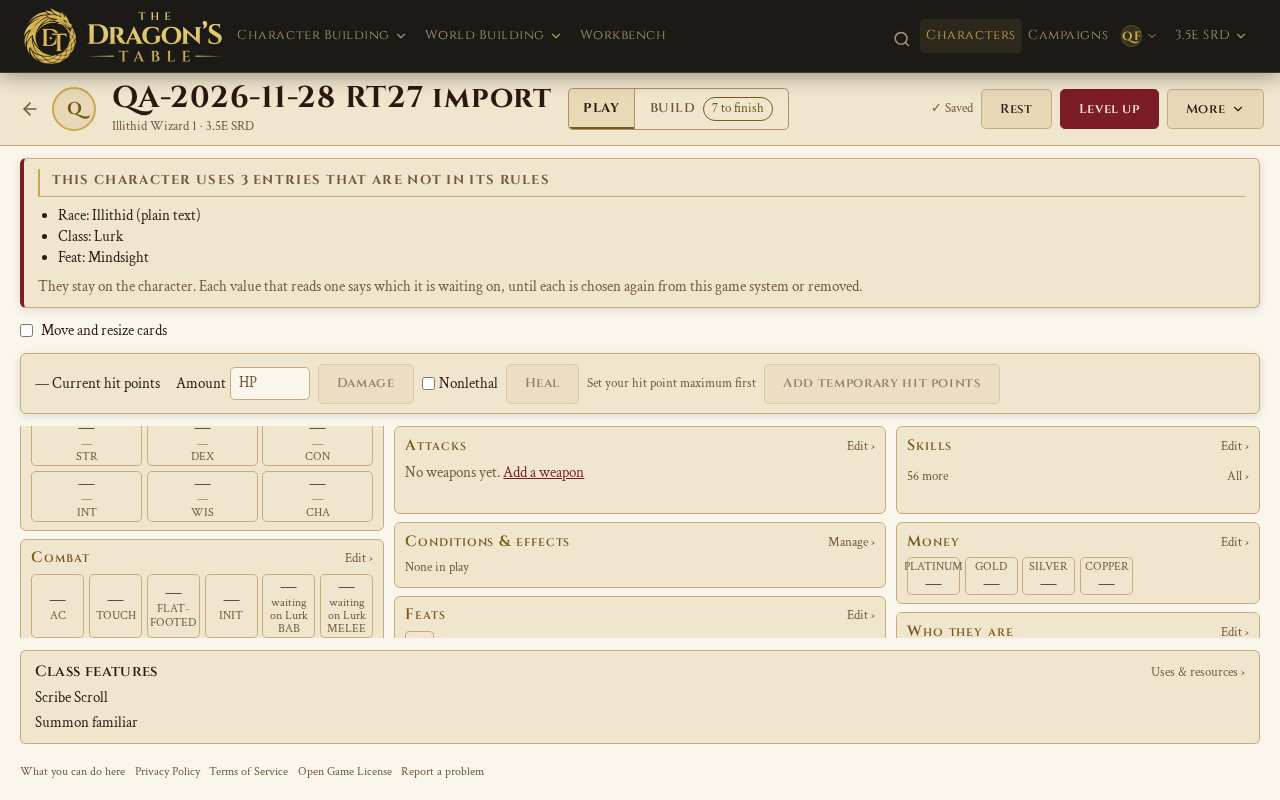 THE
DRAGON'S
TABLE
DT
CHARACTER BUILDING
WORLD BUILDING
WORKBENCH
CHARACTERS
CAMPAIGNS
QF
3.5E SRD
Q
QA-2026-11-28 RT27 IMPORT
Illithid Wizard 1 · 3.5E SRD
PLAY
BUILD
7 to finish
✓ Saved
REST
LEVEL UP
MORE
THIS CHARACTER USES 3 ENTRIES THAT ARE NOT IN ITS RULES
• Race: Illithid (plain text)
• Class: Lurk
• Feat: Mindsight
They stay on the character. Each value that reads one says which it is waiting on, until each is chosen again from this game system or removed.
Move and resize cards
— Current hit points
Amount
HP
DAMAGE
Nonlethal
HEAL
Set your hit point maximum first
ADD TEMPORARY HIT POINTS
— — —
— — —
STR DEX CON
— — —
— — —
INT WIS CHA
COMBAT
Edit ›
—
AC
—
TOUCH
—
FLAT-
FOOTED
—
INIT
—
waiting
on Lurk
BAB
—
waiting
on Lurk
MELEE
ATTACKS
Edit ›
No weapons yet. Add a weapon
CONDITIONS & EFFECTS
Manage ›
None in play
FEATS
Edit ›
SKILLS
Edit ›
56 more
All ›
MONEY
Edit ›
PLATINUM GOLD SILVER COPPER
— — — —
WHO THEY ARE
Edit ›
CLASS FEATURES
Uses & resources ›
Scribe Scroll
Summon familiar
What you can do here Privacy Policy Terms of Service Open Game License Report a problem